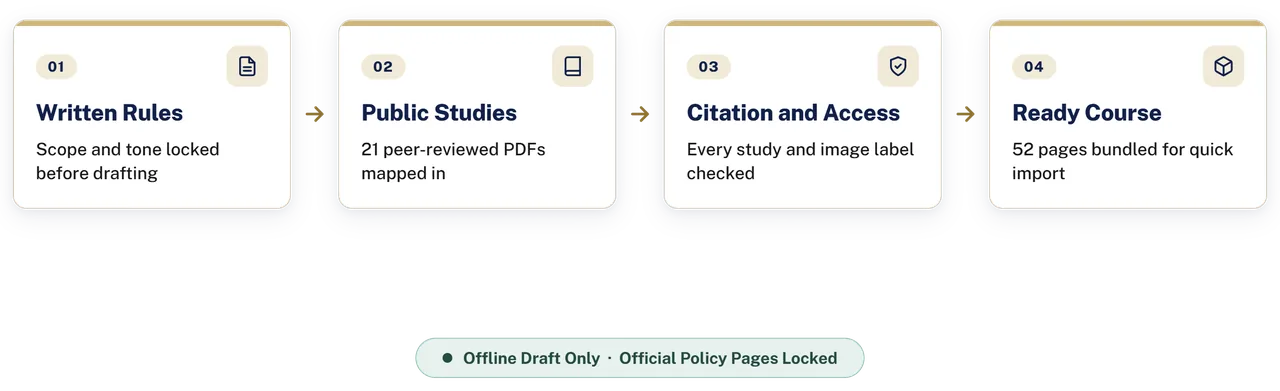 01
Written Rules
Scope and tone locked
before drafting
02
Public Studies
21 peer-reviewed PDFs
mapped in
03
Citation and Access
Every study and image label
checked
04
Ready Course
52 pages bundled for quick
import
Offline Draft Only · Official Policy Pages Locked